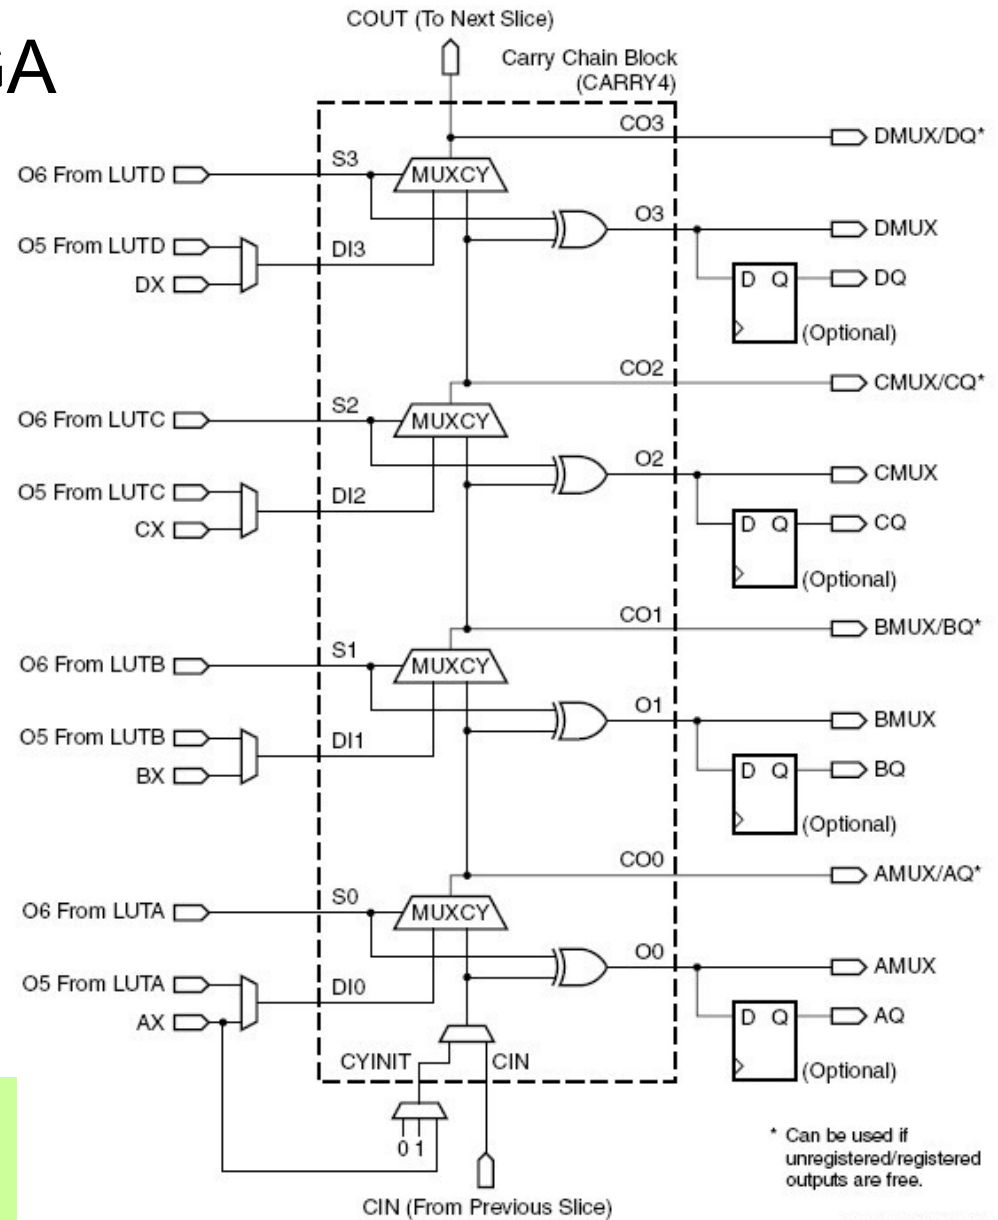 GA
COUT (To Next Slice)
Carry Chain Block
(CARRY4)
CO3
DMUX/DQ*
O6 From LUTD
S3
MUXCY
O3
DMUX
O5 From LUTD
DI3
DX
D Q
DQ
(Optional)
CO2
CMUX/CQ*
O6 From LUTC
S2
MUXCY
O2
CMUX
O5 From LUTC
DI2
CX
D Q
CQ
(Optional)
CO1
BMUX/BQ*
O6 From LUTB
S1
MUXCY
O1
BMUX
O5 From LUTB
DI1
BX
D Q
BQ
(Optional)
CO0
AMUX/AQ*
O6 From LUTA
S0
MUXCY
O0
AMUX
O5 From LUTA
DI0
AX
D Q
AQ
(Optional)
CYINIT
CIN
0 1
* Can be used if
unregistered/registered
outputs are free.
CIN (From Previous Slice)